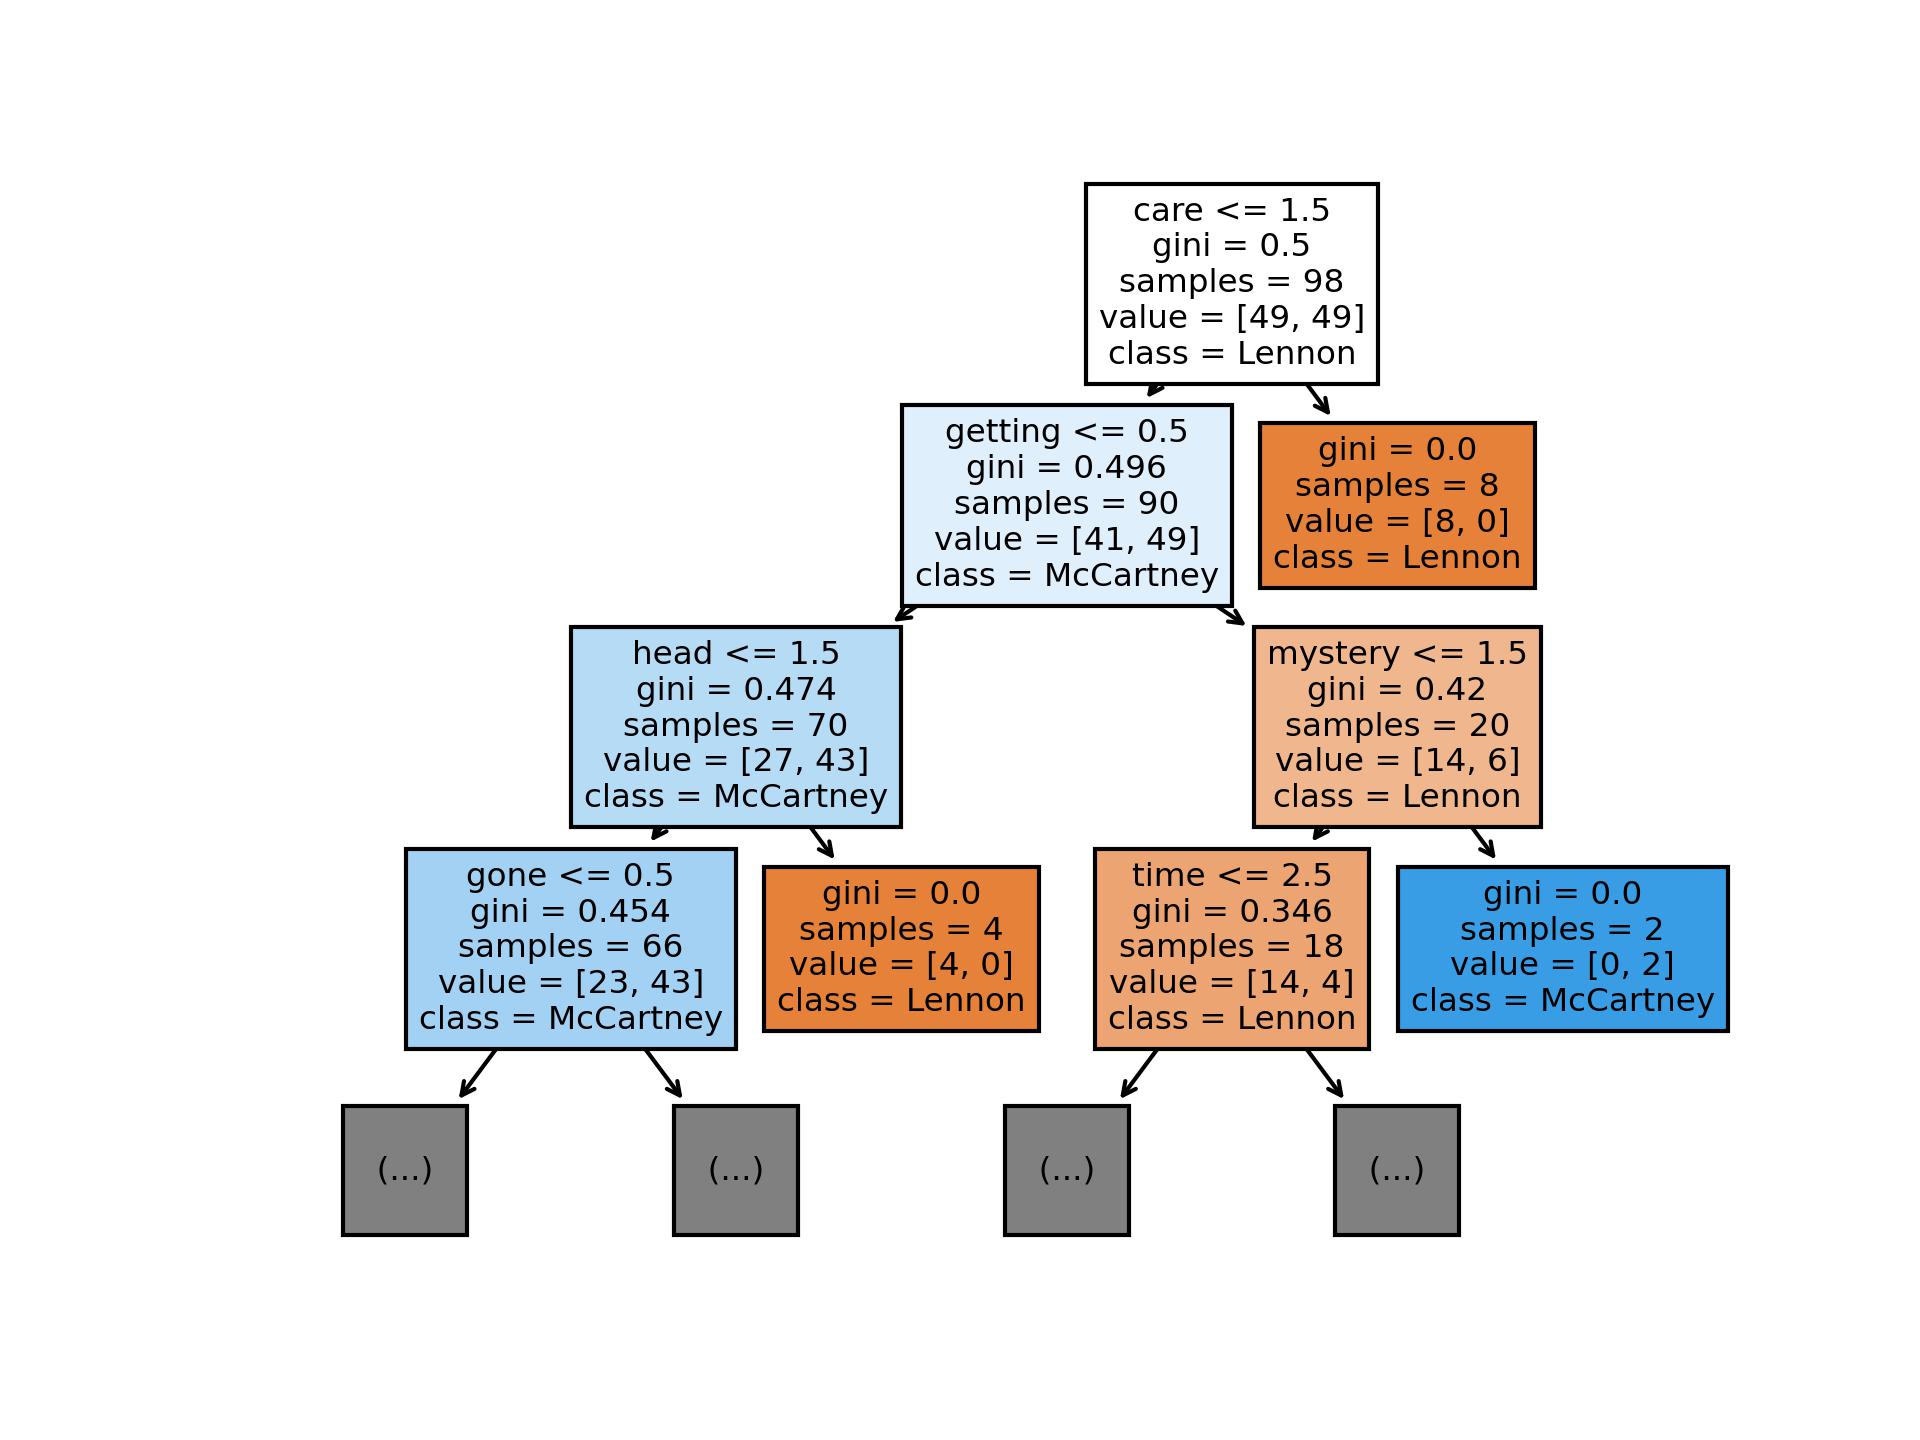 care <= 1.5
gini = 0.5
samples = 98
value = [49, 49]
class = Lennon
getting <= 0.5
gini = 0.496
samples = 90
value = [41, 49]
class = McCartney
gini = 0.0
samples = 8
value = [8, 0]
class = Lennon
head <= 1.5
gini = 0.474
samples = 70
value = [27, 43]
class = McCartney
mystery <= 1.5
gini = 0.42
samples = 20
value = [14, 6]
class = Lennon
gone <= 0.5
gini = 0.454
samples = 66
value = [23, 43]
class = McCartney
gini = 0.0
samples = 4
value = [4, 0]
class = Lennon
time <= 2.5
gini = 0.346
samples = 18
value = [14, 4]
class = Lennon
gini = 0.0
samples = 2
value = [0, 2]
class = McCartney
(...)
(...)
(...)
(...)